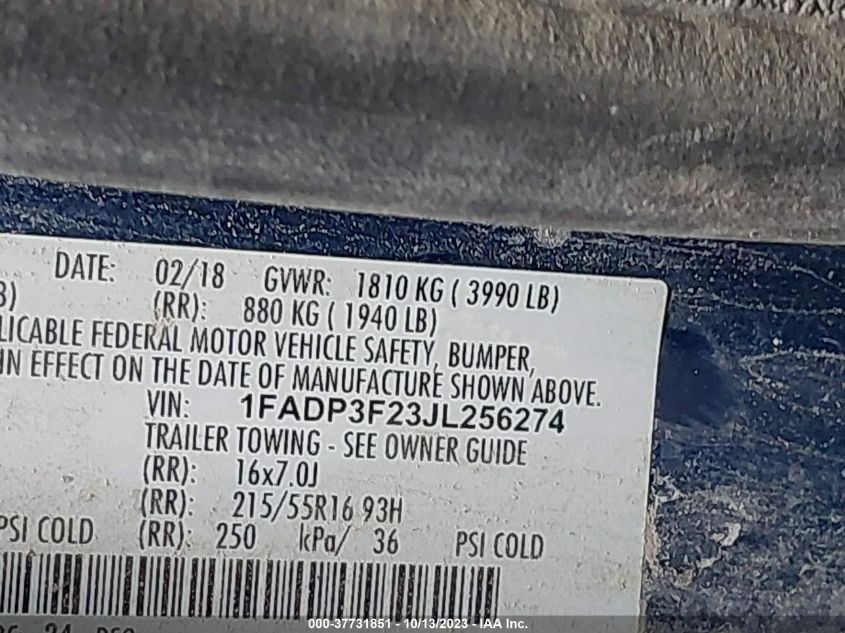 DATE: 02/18 GVWR: 1810 KG ( 3990 LB)
(RR): 880 KG ( 1940 LB)
FEDERAL MOTOR VEHICLE SAFETY, BUMPER,
IN EFFECT ON THE DATE OF MANUFACTURE SHOWN ABOVE.
VIN: 1FADP3F23JL256274
TRAILER TOWING - SEE OWNER GUIDE
(RR): 16x7.0J
(RR): 215/55R16 93H
PSI COLD (RR): 250 kPa/ 36 PSI COLD
000-37731851 - 10/13/2023 - IAA Inc.